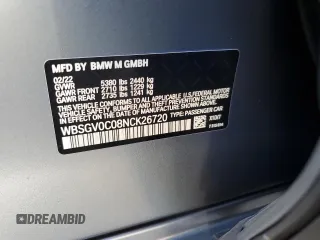 MFD BY BMW M GMBH
02/22
GVWR 5380 lbs 2440 kg
GAWR FRONT 2710 lbs 1229 kg
GAWR REAR 2735 lbs 1241 kg
THIS VEHICLE CONFORMS TO ALL APPLICABLE U.S. FEDERAL MOTOR
VEHICLE SAFETY, BUMPER AND THEFT PREVENTION STANDARDS IN
EFFECT ON THE DATE OF MANUFACTURE SHOWN ABOVE.
WBSGV0C08NCK26720 TYPE: PASSENGER CAR
DREAMBID